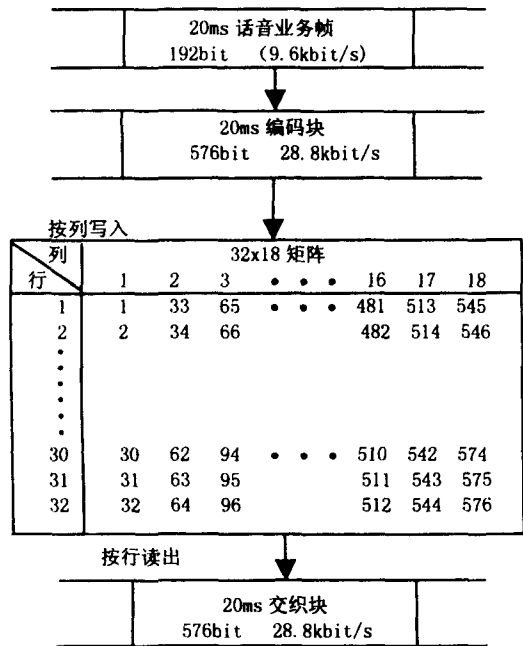 20ms 话音业务帧
192bit （9.6kbit/s)
20ms 编码块
576bit 28.8kbit/s
按列写入
列 32x18 矩阵
行 1 2 3 • • • 16 17 18
1 1 33 65 • • • 481 513 545
2 2 34 66 482 514 546
•
•
•
•
•
•
30 30 62 94 • • • 510 542 574
31 31 63 95 511 543 575
32 32 64 96 512 544 576
按行读出
20ms 交织块
576bit 28.8kbit/s